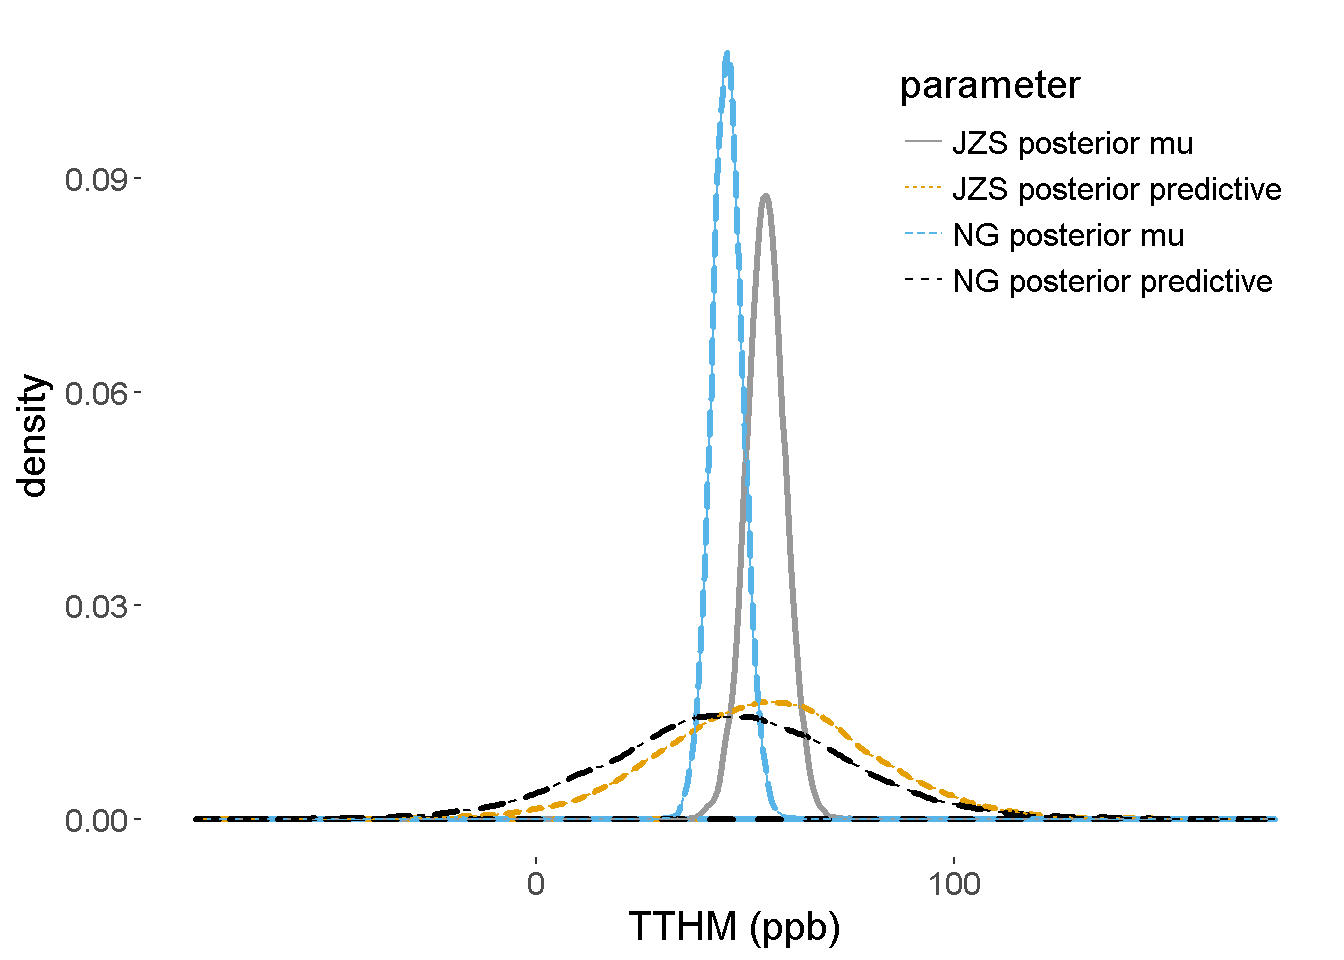 parameter
JZS posterior mu
JZS posterior predictive
NG posterior mu
NG posterior predictive
density
0.09
0.06
0.03
0.00
0
100
TTHM (ppb)